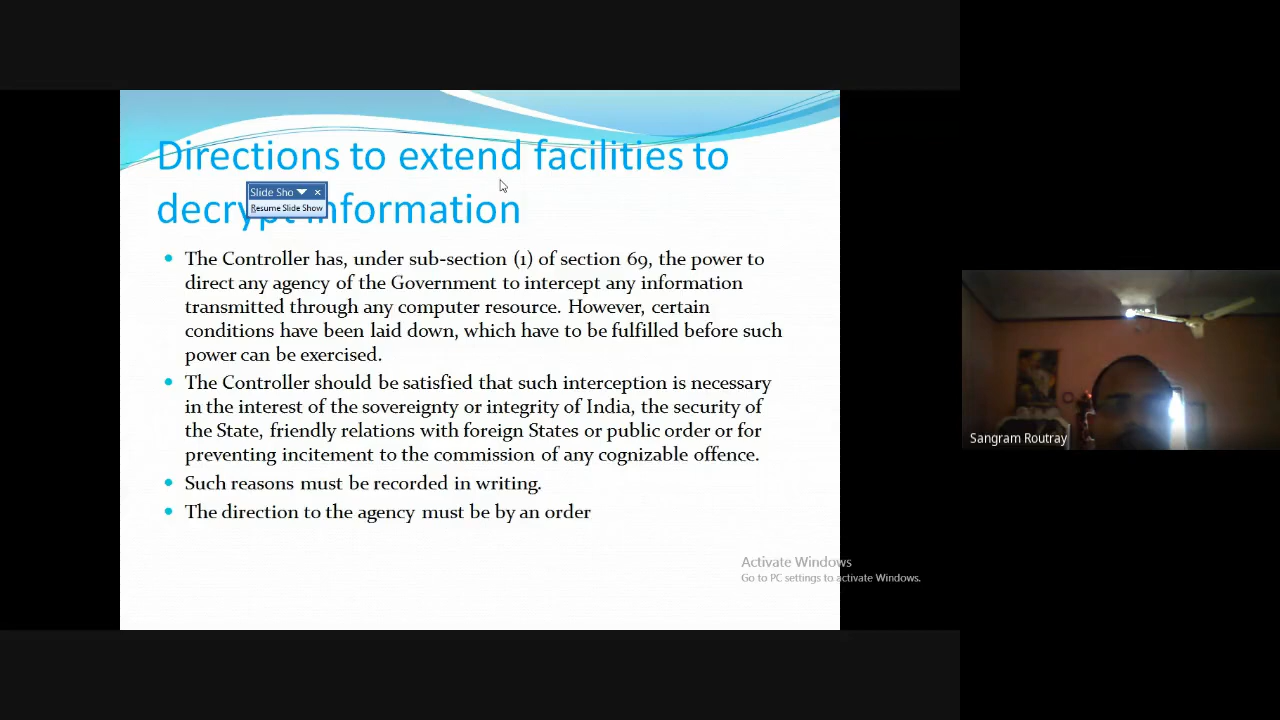 Directions to extend facilities to
decrypt information
Slide Sho
Resume Slide Show
• The Controller has, under sub-section (1) of section 69, the power to
direct any agency of the Government to intercept any information
transmitted through any computer resource. However, certain
conditions have been laid down, which have to be fulfilled before such
power can be exercised.
• The Controller should be satisfied that such interception is necessary
in the interest of the sovereignty or integrity of India, the security of
the State, friendly relations with foreign States or public order or for
preventing incitement to the commission of any cognizable offence.
• Such reasons must be recorded in writing.
• The direction to the agency must be by an order
Activate Windows
Go to PC settings to activate Windows.
Sangram Routray